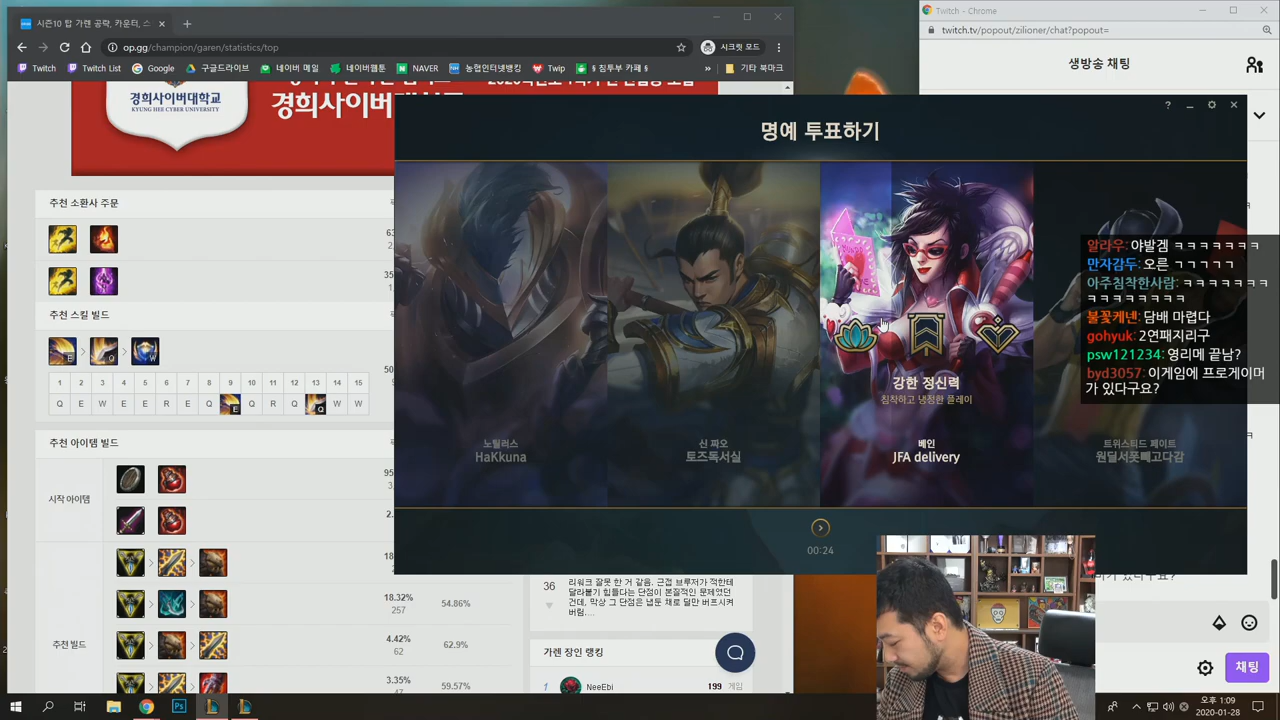 시즌10 탑 가렌 공략, 카운터, 스
op.gg/champion/garen/statistics/top
시크릿 모드
Twitch
Twitch List
Google
구글드라이브
네이버 메일
네이버웹툰
NAVER
농협인터넷뱅킹
Twip
§ 침투부 카페 §
»
기타 북마크
경희사이버대학교
KYUNG HEE CYBER UNIVERSITY
경희사이버대
추천 소환사 주문
추천 스킬 빌드
E
Q
W
1 2 3 4 5 6 7 8 9 10 11 12 13 14 15
Q E W E E R E Q E Q R Q Q W W
추천 아이템 빌드
시작 아이템
추천 빌드
18.32%
257
54.86%
4.42%
62
62.9%
3.35%
59.57%
36
리워크 잘못 한 거 같음. 근접 브루저가 적한테
달라붙기 힘들다는 단점이 본질적인 문제였던
건데, 막상 그 단점은 냅둔 채로 딜만 버프시켜
버림....
가렌 장인 랭킹
1 NeeEbi 199 게임
명예 투표하기
노틸러스
HaKkuna
신 짜오
토즈독서실
강한 정신력
침착하고 냉정한 플레이
베인
JFA delivery
트위스티드 페이트
원딜서폿빼고다감
00:24
Twitch - Chrome
twitch.tv/popout/zilioner/chat?popout=
생방송 채팅
알라우: 야발겜 ㅋㅋㅋㅋㅋㅋㅋ
만자감두: 오른 ㅋㅋㅋㅋㅋ
아주침착한사람: ㅋㅋㅋㅋㅋㅋㅋ
ㅋㅋㅋㅋㅋㅋㅋㅋ
불꽃케넨: 담배 마렵다
gohyuk: 2연패지리구
psw121234: 영리메 끝남?
byd3057: 이게임에 프로게이머
가 있다구요?
채팅
오후 1:09
2020-01-28